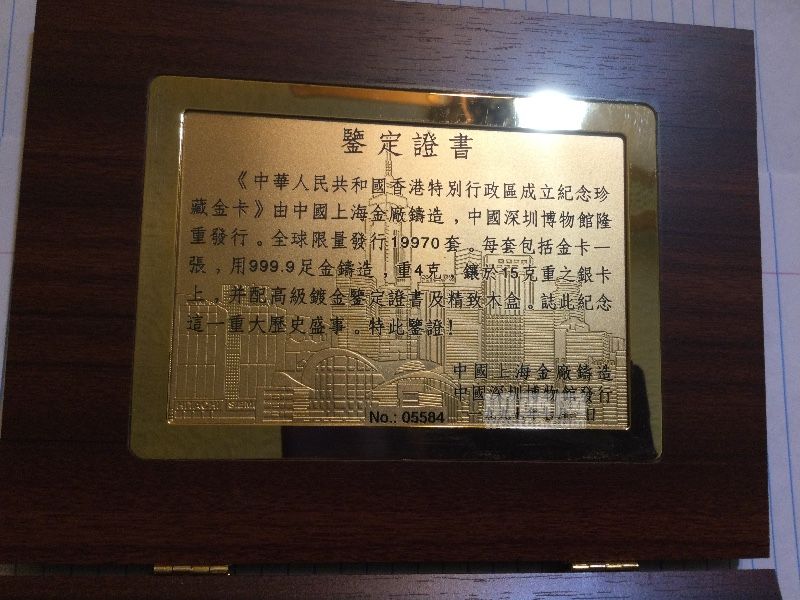 鑒定證書
《中華人民共和國香港特別行政區成立紀念珍
藏金卡》由中國上海金廠鑄造，中國深圳博物館隆
重發行。全球限量發行19970套。每套包括金卡一
張，用999.9足金鑄造，重4克，鑲於15克重之銀卡
上，并配高級鍍金鑒定證書及精致木盒。誌此紀念
這一重大歷史盛事。特此鑒證！
中國上海金廠鑄造
中國深圳博物館發行
No.: 05584